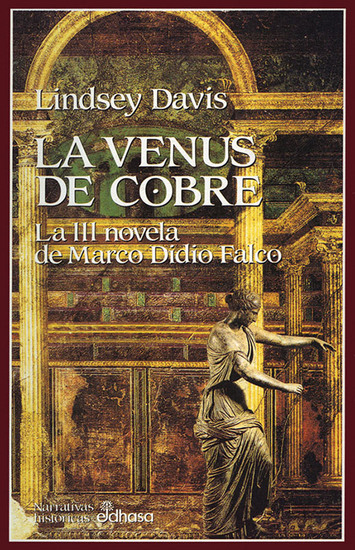 Lindsey Davis
LA VENUS
DE COBRE
La III novela
de Marco Didio Falco
Narrativas
históricas edhasa